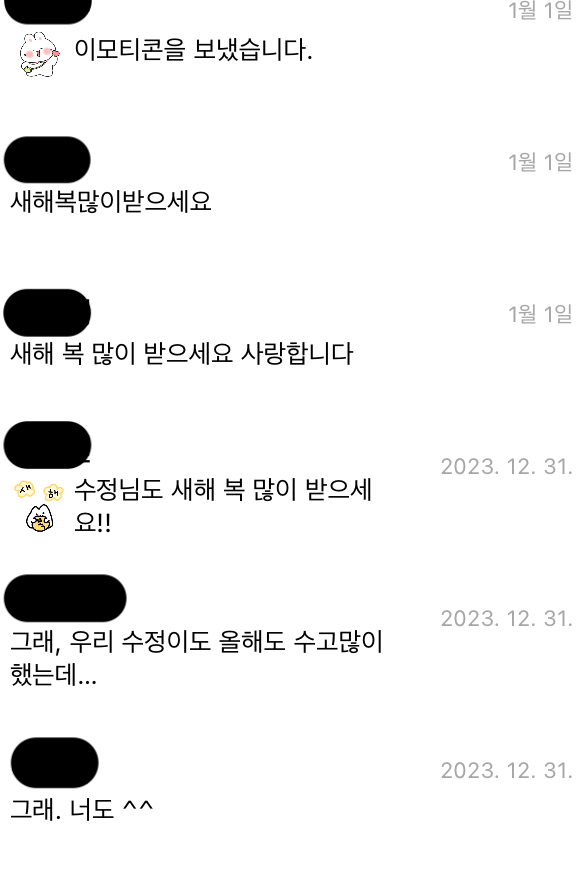 1월 1일
이모티콘을 보냈습니다.
1월 1일
새해복많이받으세요
1월 1일
새해 복 많이 받으세요 사랑합니다
2023. 12. 31.
새 해
수정님도 새해 복 많이 받으세
요!!
2023. 12. 31.
그래, 우리 수정이도 올해도 수고많이
했는데...
2023. 12. 31.
그래. 너도 ^^